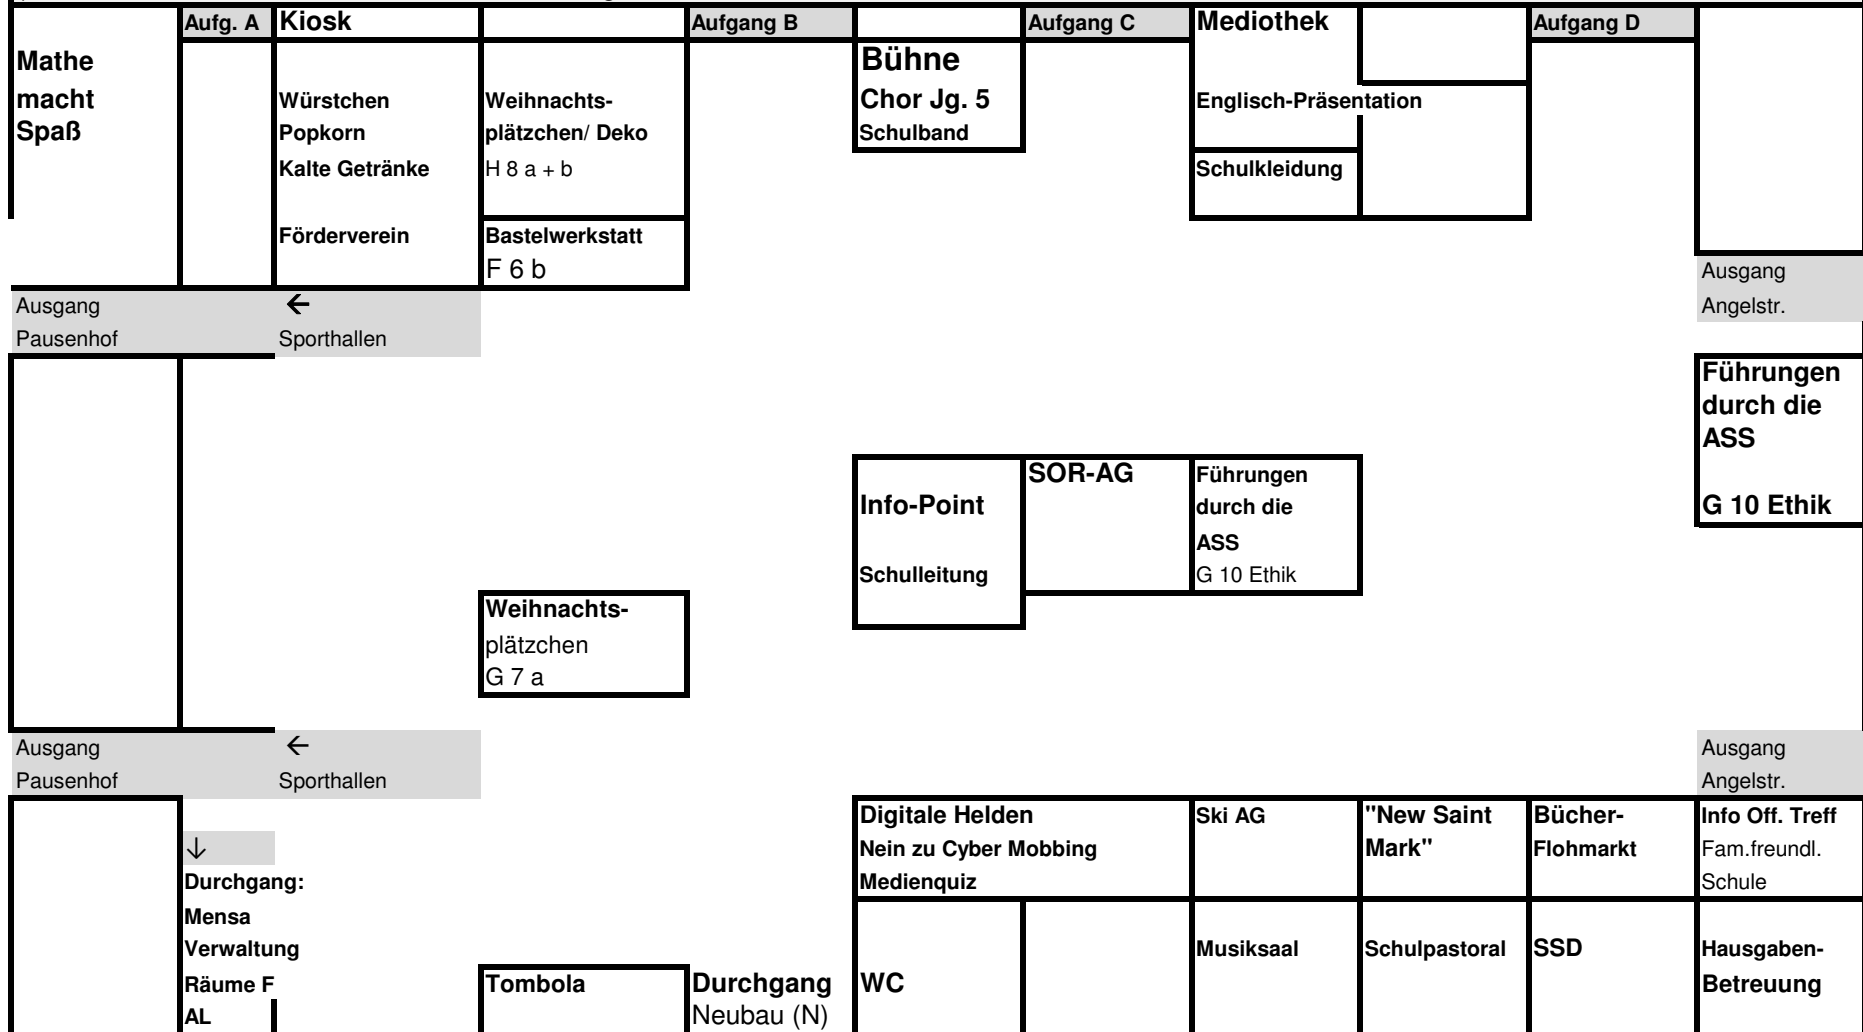 Aufg. A Kiosk Aufgang B Aufgang C Mediothek Aufgang D
Mathe Bühne
macht Würstchen Weihnachts- Chor Jg. 5 Englisch-Präsentation
Spaß Popkorn plätzchen/ Deko Schulband
Kalte Getränke H 8 a + b Schulkleidung
Förderverein Bastelwerkstatt
F 6 b Ausgang
Ausgang ← Angelstr.
Pausenhof Sporthallen
Führungen
durch die
ASS
SOR-AG Führungen
Info-Point durch die G 10 Ethik
ASS
Schulleitung G 10 Ethik
Weihnachts-
plätzchen
G 7 a
Ausgang ← Ausgang
Pausenhof Sporthallen Angelstr.
Digitale Helden Ski AG "New Saint Bücher- Info Off. Treff
↓ Nein zu Cyber Mobbing Mark" Flohmarkt Fam.freundl.
Durchgang: Medienquiz Schule
Mensa
Verwaltung Musiksaal Schulpastoral SSD Hausgaben-
Räume F Tombola Durchgang WC Betreuung
AL Neubau (N)